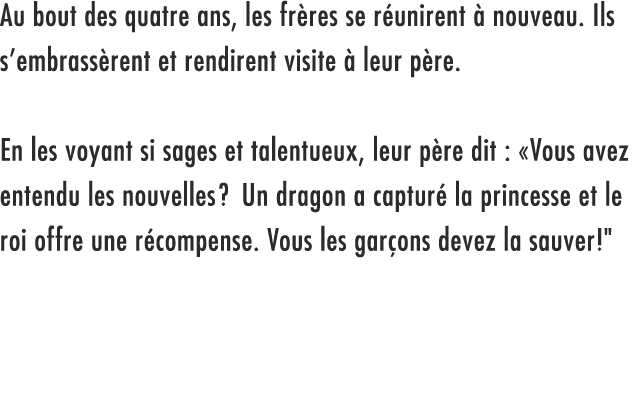 Au bout des quatre ans, les frères se réunirent à nouveau. Ils
s’embrassèrent et rendirent visite à leur père.
En les voyant si sages et talentueux, leur père dit : «Vous avez
entendu les nouvelles? Un dragon a capturé la princesse et le
roi offre une récompense. Vous les garçons devez la sauver!"